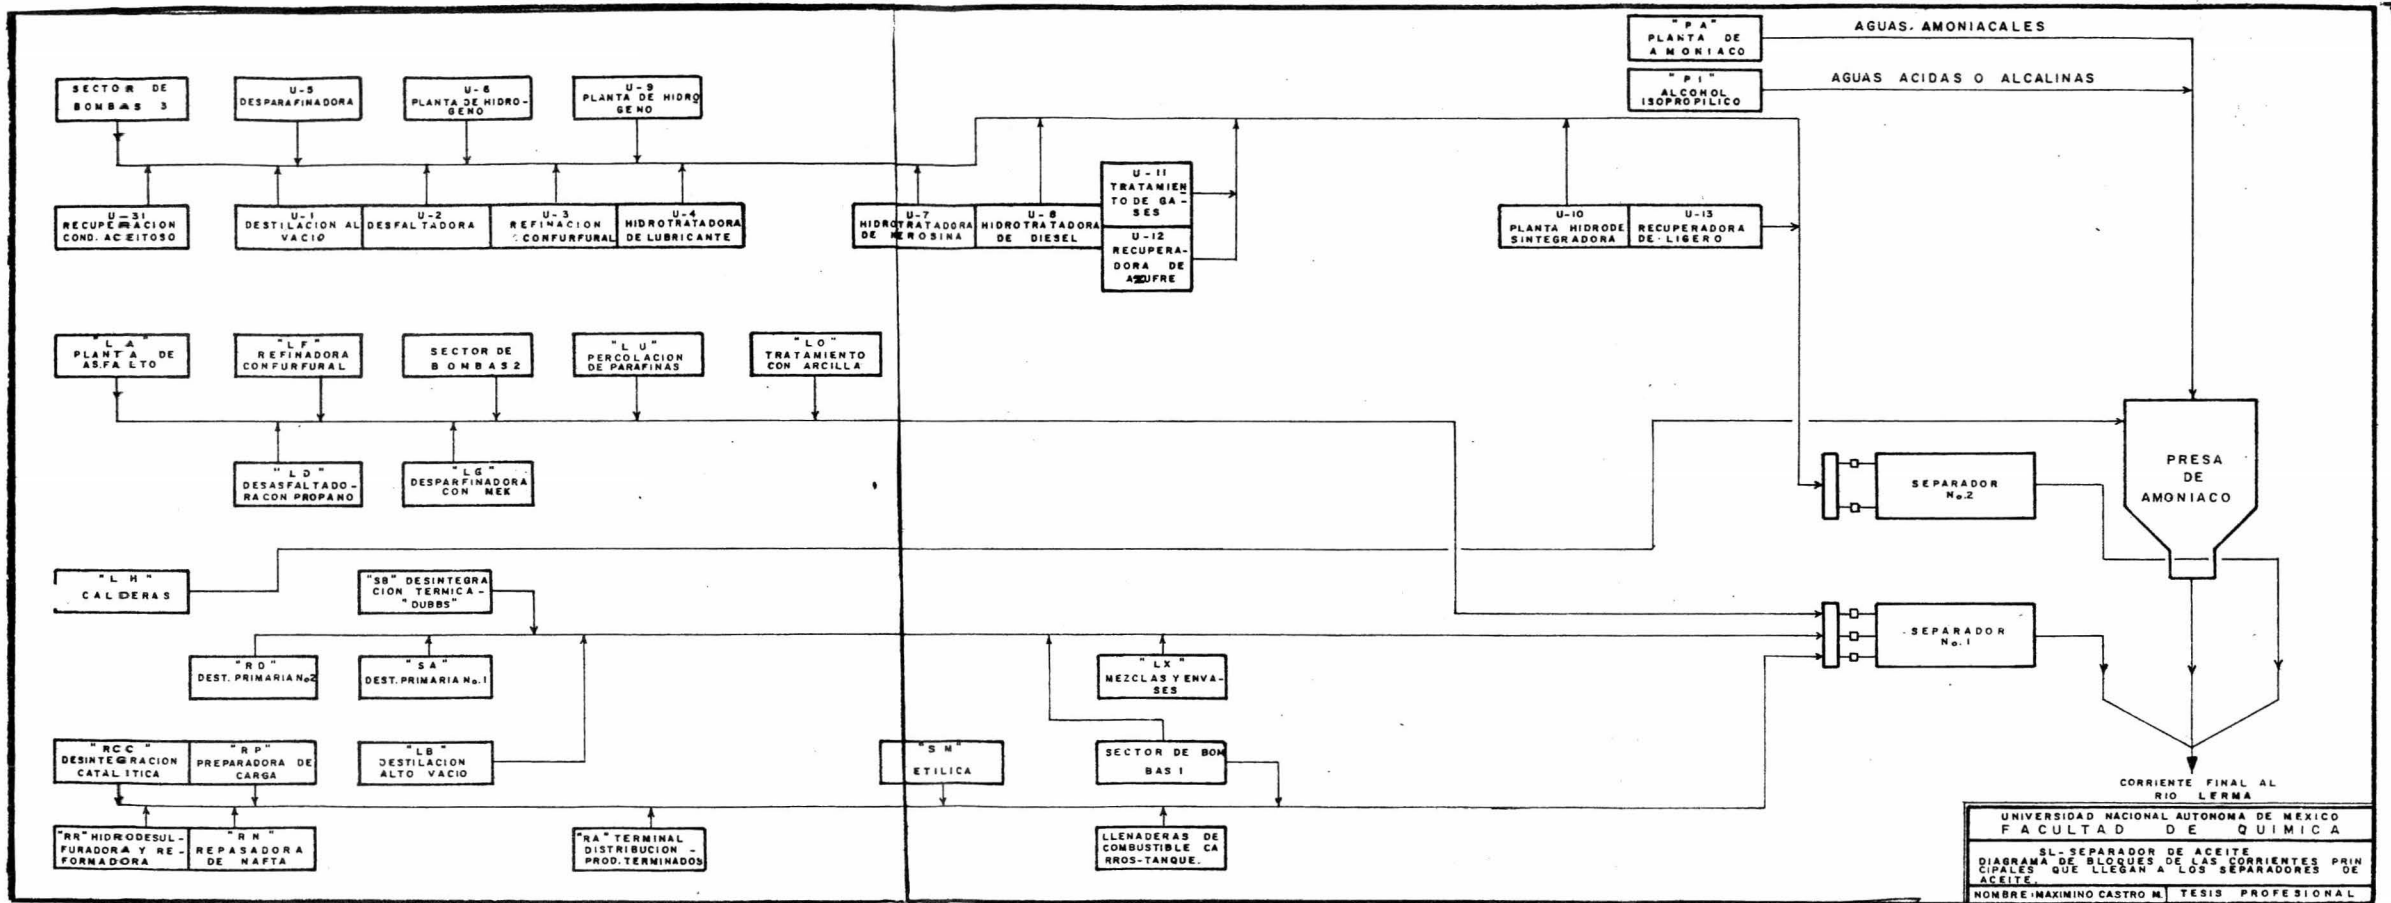 "PA"
PLANTA DE
AMONIACO
AGUAS. AMONIACALES
"PI"
ALCOHOL
ISOPROPILICO
AGUAS ACIDAS O ALCALINAS
SECTOR DE
BOMBAS 3
U-5
DESPARAFINADORA
U-6
PLANTA DE HIDRO-
GENO
U-9
PLANTA DE HIDRO
GENO
U-31
RECUPERACION
COND. ACEITOSO
U-1
DESTILACION AL
VACIO
U-2
DESFALTADORA
U-3
REFINACION
CONFURFURAL
U-4
HIDROTRATADORA
DE LUBRICANTE
U-7
HIDROTRATADORA
DE KEROSINA
U-8
HIDROTRATADORA
DE DIESEL
U-11
TRATAMIEN
TO DE GA-
SES
U-12
RECUPERA-
DORA DE
AZUFRE
U-10
PLANTA HIDRODE
SINTEGRADORA
U-13
RECUPERADORA
DE-LIGERO
"LA"
PLANTA DE
ASFALTO
"LF"
REFINADORA
CONFURFURAL
SECTOR DE
BOMBAS 2
"LU"
PERCOLACION
DE PARAFINAS
"LO"
TRATAMIENTO
CON ARCILLA
"LD"
DESASFALTADO-
RA CON PROPANO
"LG"
DESPARFINADORA
CON MEK
PRESA
DE
AMONIACO
SEPARADOR
No.2
"LH"
CALDERAS
"SB" DESINTEGRA
CION TERMICA-
"DUBBS"
SEPARADOR
No.1
"RD"
DEST. PRIMARIA No2
"SA"
DEST. PRIMARIA No.1
"LX"
MEZCLAS Y ENVA-
SES
"RCC"
DESINTEGRACION
CATALITICA
"RP"
PREPARADORA DE
CARGA
"LB"
DESTILACION
ALTO VACIO
"SM"
ETILICA
SECTOR DE BOM
BAS 1
"RR" HIDRODESUL-
FURADORA Y RE-
FORMADORA
"RN"
REPASADORA
DE NAFTA
"RA" TERMINAL
DISTRIBUCION-
PROD. TERMINADOS
LLENADERAS DE
COMBUSTIBLE CA
RROS-TANQUE.
CORRIENTE FINAL AL
RIO LERMA
UNIVERSIDAD NACIONAL AUTONOMA DE MEXICO
FACULTAD DE QUIMICA
SL-SEPARADOR DE ACEITE
DIAGRAMA DE BLOQUES DE LAS CORRIENTES PRIN
CIPALES QUE LLEGAN A LOS SEPARADORES DE
ACEITE.
NOMBRE: MAXIMINO CASTRO M.
TESIS PROFESIONAL